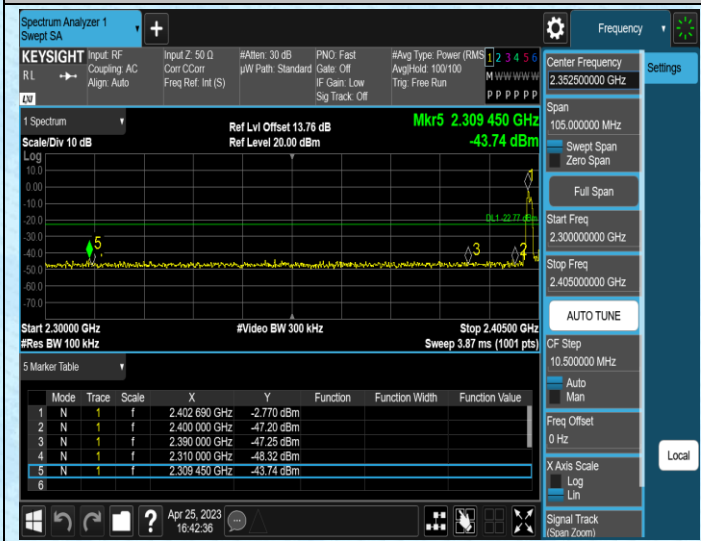 Spectrum Analyzer 1
Swept SA
Frequency
KEYSIGHT
RL
LXI
Input: RF
Coupling: AC
Align: Auto
Input Z: 50 Ω
Corr CCorr
Freq Ref: Int (S)
#Atten: 30 dB
µW Path: Standard
PNO: Fast
Gate: Off
IF Gain: Low
Sig Track: Off
#Avg Type: Power (RMS
Avg|Hold: 100/100
Trig: Free Run
1 2 3 4 5 6
M W W W W W
P P P P P P
1 Spectrum
Scale/Div 10 dB
Ref Lvl Offset 13.76 dB
Ref Level 20.00 dBm
Mkr5 2.309 450 GHz
-43.74 dBm
Log
10.0
0.00
-10.0
-20.0
-30.0
-40.0
-50.0
-60.0
-70.0
DL1 -22.77 dBm
5
3
2
1
Start 2.30000 GHz
#Res BW 100 kHz
#Video BW 300 kHz
Stop 2.40500 GHz
Sweep 3.87 ms (1001 pts)
5 Marker Table
Mode Trace Scale X Y Function Function Width Function Value
1 N 1 f 2.402 690 GHz -2.770 dBm
2 N 1 f 2.400 000 GHz -47.20 dBm
3 N 1 f 2.390 000 GHz -47.25 dBm
4 N 1 f 2.310 000 GHz -48.32 dBm
5 N 1 f 2.309 450 GHz -43.74 dBm
6
Apr 25, 2023
16:42:36
Center Frequency
2.352500000 GHz
Settings
Span
105.000000 MHz
Swept Span
Zero Span
Full Span
Start Freq
2.300000000 GHz
Stop Freq
2.405000000 GHz
AUTO TUNE
CF Step
10.500000 MHz
Auto
Man
Freq Offset
0 Hz
Local
X Axis Scale
Log
Lin
Signal Track
(Span Zoom)